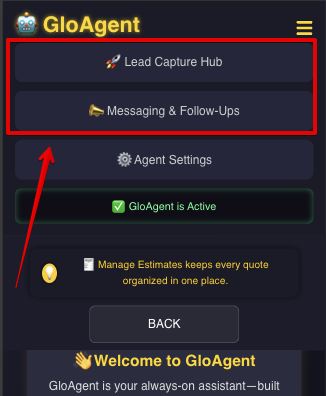 GloAgent
Lead Capture Hub
Messaging & Follow-Ups
Agent Settings
GloAgent is Active
Manage Estimates keeps every quote
organized in one place.
BACK
Welcome to GloAgent
GloAgent is your always-on assistant—built